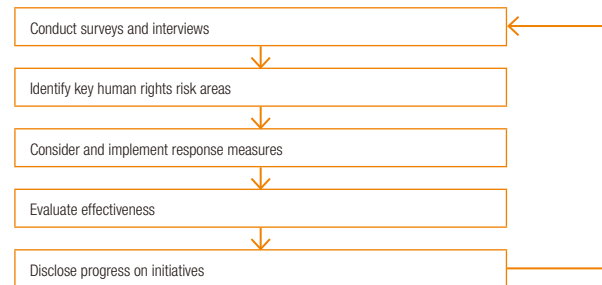 Conduct surveys and interviews
Identify key human rights risk areas
Consider and implement response measures
Evaluate effectiveness
Disclose progress on initiatives